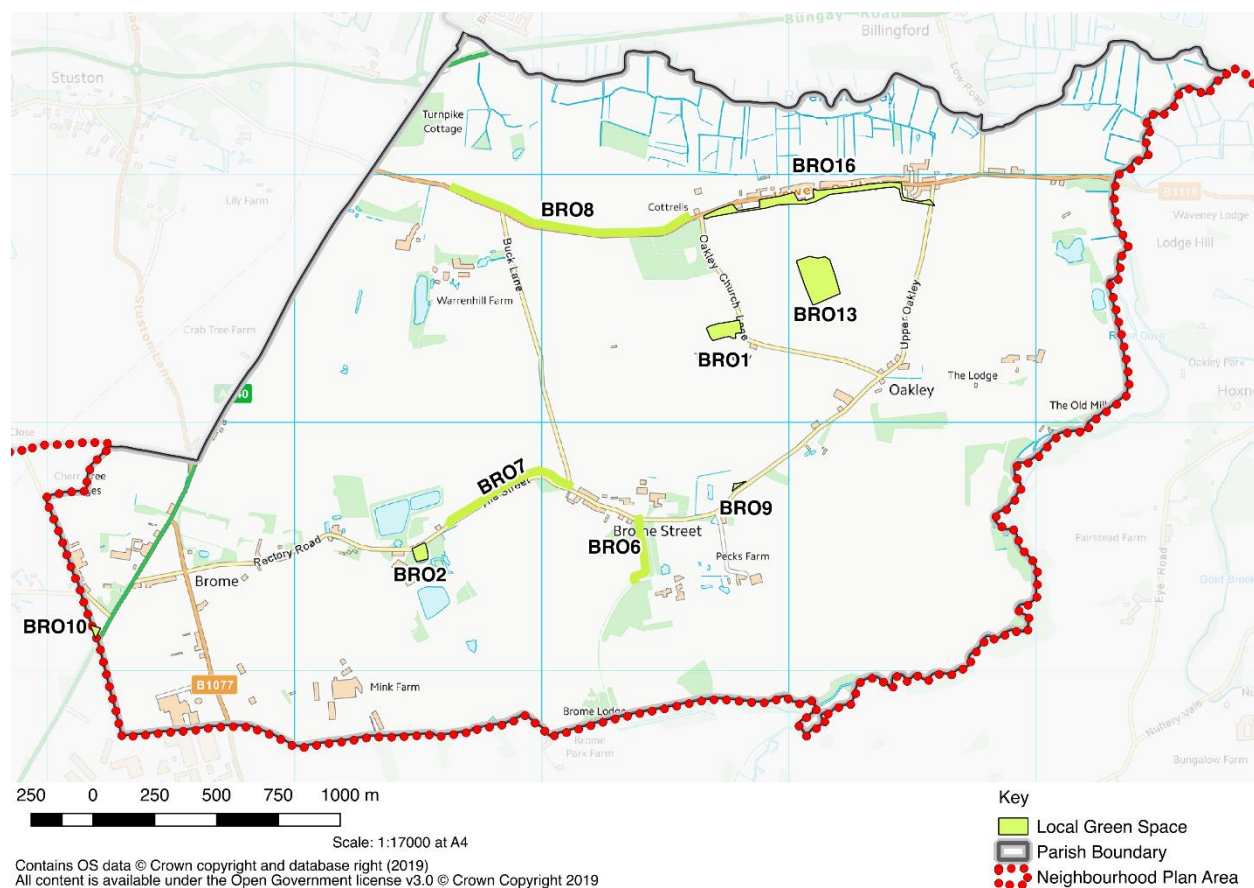 Bungay Road
Billingford
Stuston
Low Road
Turnpike
Cottage
BRO16
B1118
Lily Farm
BRO8
Cottrells
Waveney Lodge
Lodge Hill
Buck Lane
Oakley Church Lane
Warrenhill Farm
BRO13
Upper Oakley
Crab Tree Farm
BRO1
Oakley Park
The Lodge
Oakley
The Old Mill
Close
BRO7
The Street
BRO9
Brome Street
BRO6
Rectory Road
Pecks Farm
Fairstead Farm
Brome
BRO2
Eye Road
Gold Brook
BRO10
B1077
Mink Farm
Brome Lodge
Brome
Park Farm
Nuttery Vale
Bungalow Farm
250 0 250 500 750 1000 m
Scale: 1:17000 at A4
Key
Local Green Space
Parish Boundary
Neighbourhood Plan Area
Contains OS data © Crown copyright and database right (2019)
All content is available under the Open Government license v3.0 © Crown Copyright 2019